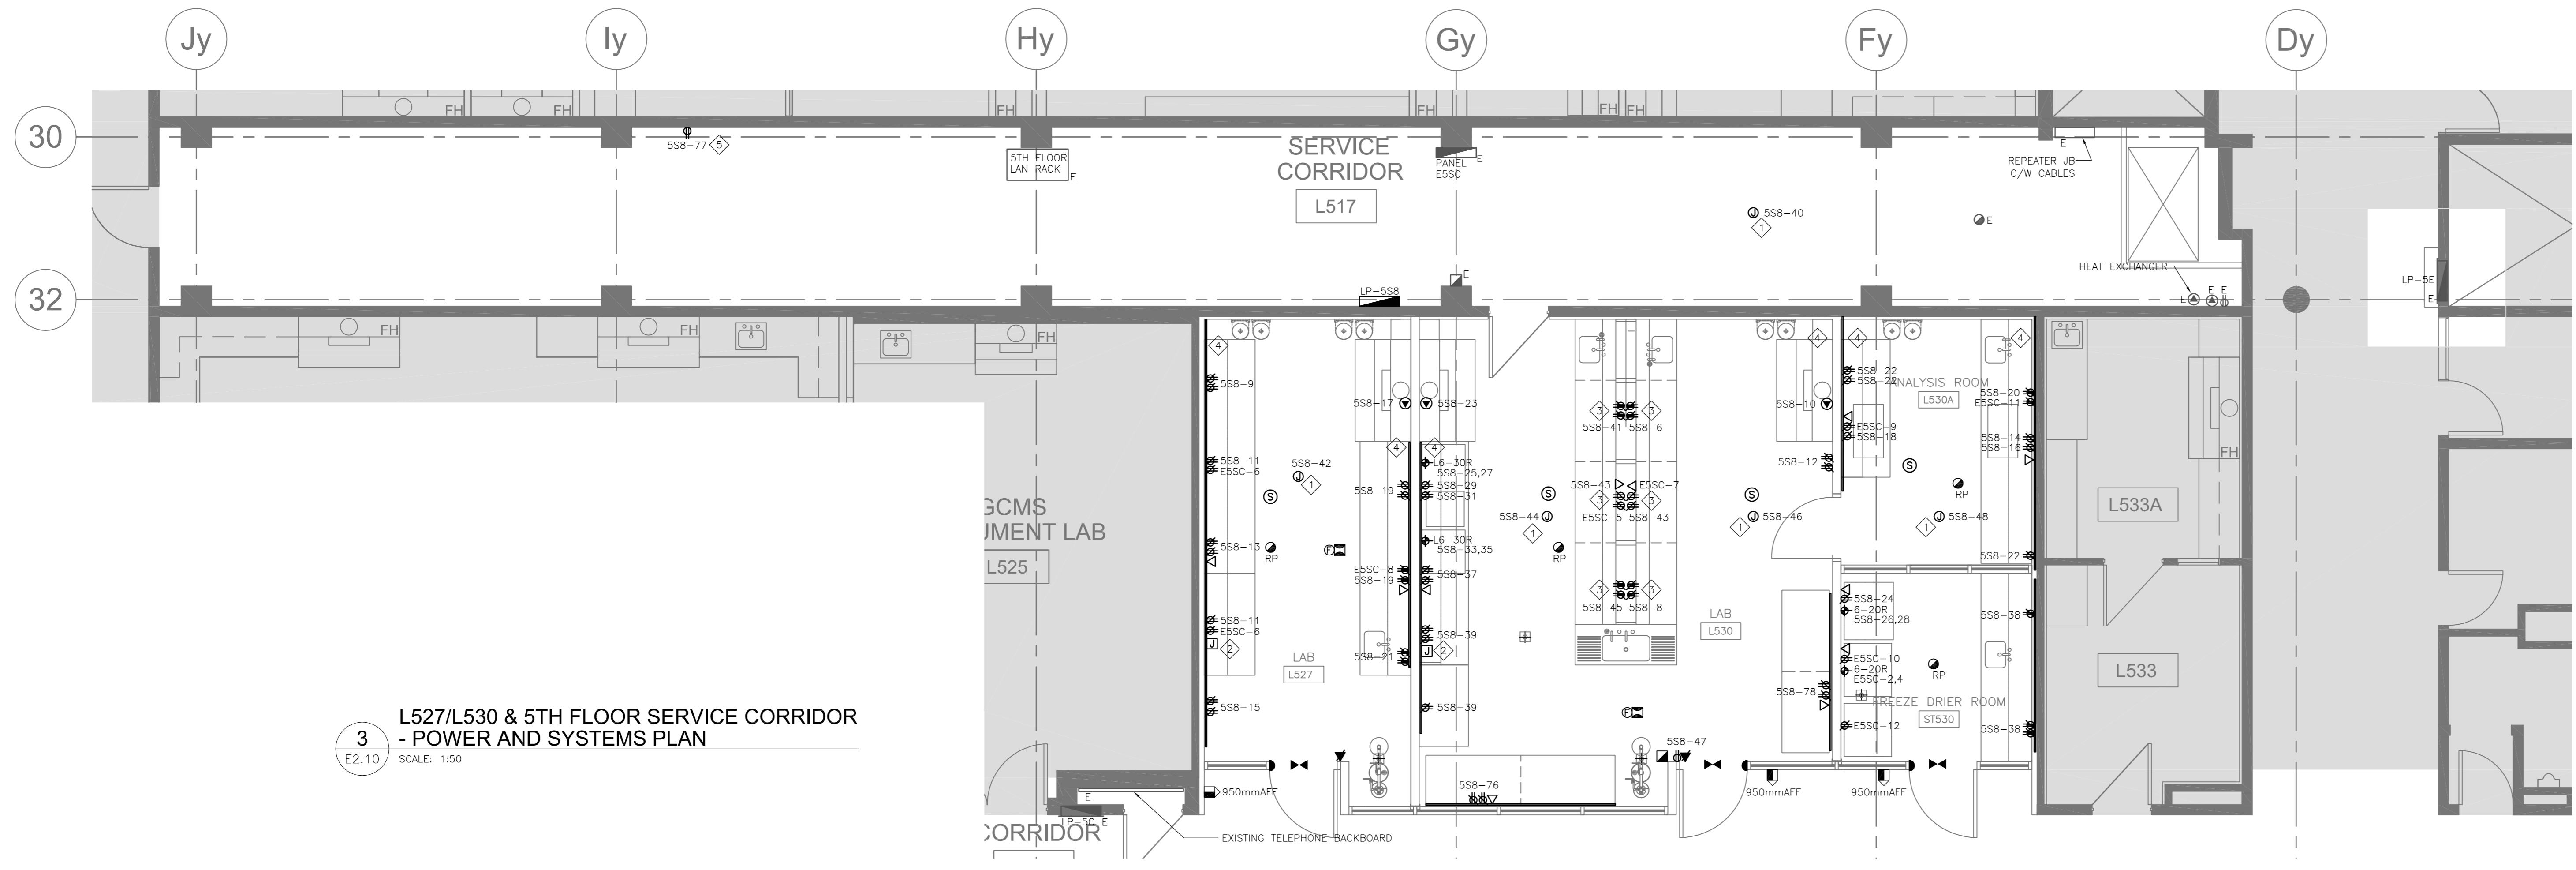 Jy
Iy
Hy
Gy
Fy
Dy
30
32
FH
FH
FH
FH
FH
FH
5S8-77
5
5TH FLOOR
LAN RACK
E
SERVICE
CORRIDOR
L517
PANEL
E5SC
E
5S8-40
1
E
E
REPEATER JB
C/W CABLES
HEAT EXCHANGER
E
E
E
LP-5E
E
LP-5S8
E
FH
FH
FH
GCMS
UMENT LAB
L525
4
5S8-9
5S8-11
E5SC-6
5S8-42
J
1
S
5S8-13
RP
F
5S8-11
E5SC-6
J
2
5S8-15
LAB
L527
5S8-17
4
5S8-19
E5SC-8
5S8-19
5S8-21
5S8-23
4
L6-30R
5S8-25,27
5S8-29
5S8-31
L6-30R
5S8-33,35
5S8-37
5S8-39
J
2
5S8-39
5S8-76
3
3
5S8-41
5S8-6
5S8-43
E5SC-7
3
3
E5SC-5
5S8-43
3
3
5S8-45
5S8-8
S
5S8-44
J
1
RP
S
J
5S8-46
1
LAB
L530
F
5S8-47
4
5S8-10
5S8-12
5S8-78
4
4
5S8-22
5S8-22
ANALYSIS ROOM
L530A
5S8-20
E5SC-11
E5SC-9
5S8-18
5S8-14
5S8-16
S
RP
J
5S8-48
1
5S8-22
5S8-24
6-20R
5S8-26,28
5S8-38
E5SC-10
6-20R
E5SC-2,4
RP
FREEZE DRIER ROOM
ST530
E5SC-12
5S8-38
FH
L533A
L533
950mmAFF
950mmAFF
950mmAFF
E
LP-5C
E
CORRIDOR
EXISTING TELEPHONE BACKBOARD
3
E2.10
L527/L530 & 5TH FLOOR SERVICE CORRIDOR
- POWER AND SYSTEMS PLAN
SCALE: 1:50